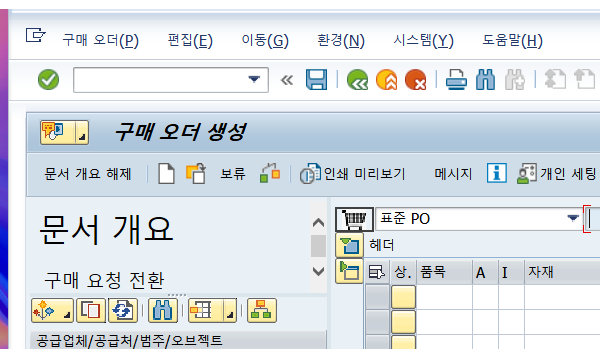 구매 오더(P) 편집(E) 이동(G) 환경(N) 시스템(Y) 도움말(H)
구매 오더 생성
문서 개요 해제 보류 인쇄 미리보기 메시지 개인 세팅
문서 개요
구매 요청 전환
공급업체/공급처/범주/오브젝트
표준 PO
헤더
상. 품목 A I 자재